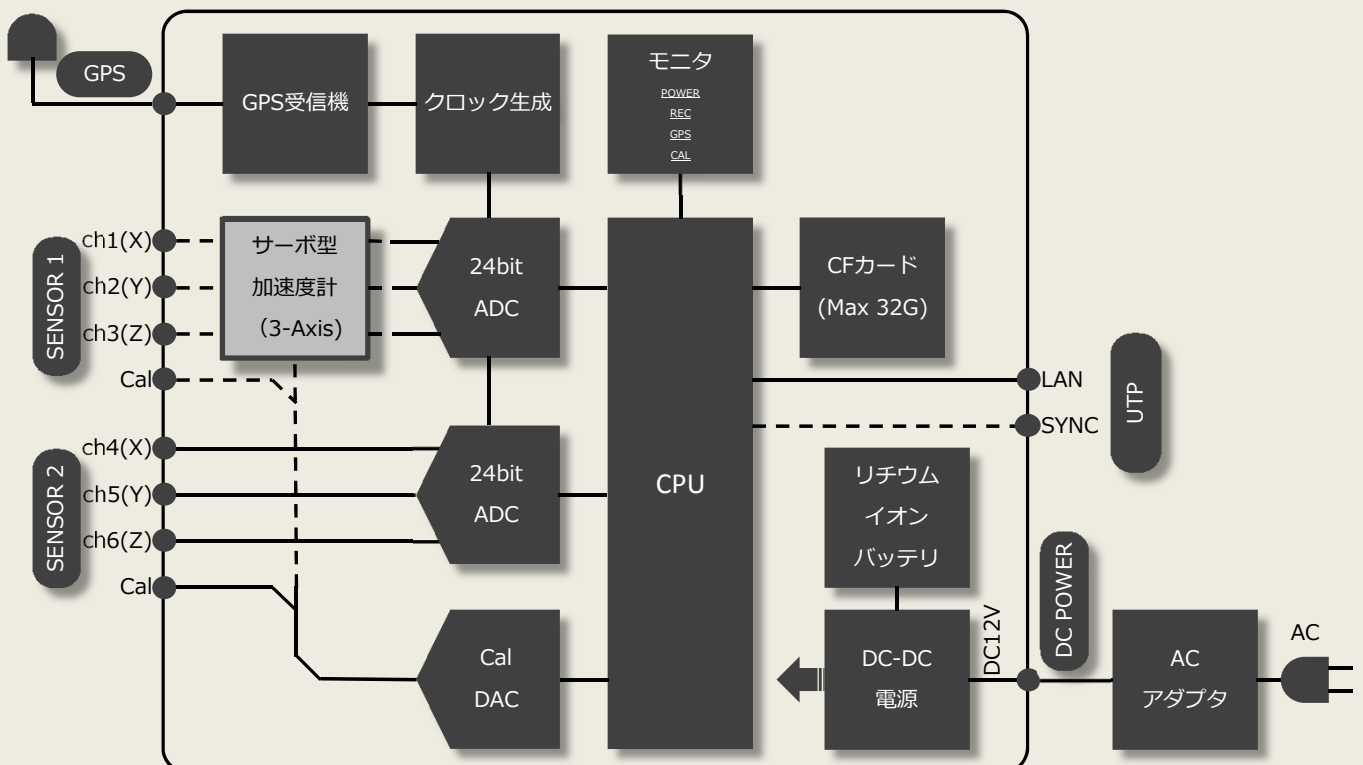 GPS
GPS受信機
クロック生成
モニタ
POWER
REC
GPS
CAL
SENSOR 1
ch1(X)
ch2(Y)
ch3(Z)
Cal
サーボ型
加速度計
（3-Axis)
24bit
ADC
CPU
CFカード
(Max 32G)
LAN
SYNC
UTP
SENSOR 2
ch4(X)
ch5(Y)
ch6(Z)
Cal
24bit
ADC
リチウム
イオン
バッテリ
Cal
DAC
DC-DC
電源
DC12V
DC POWER
AC
アダプタ
AC